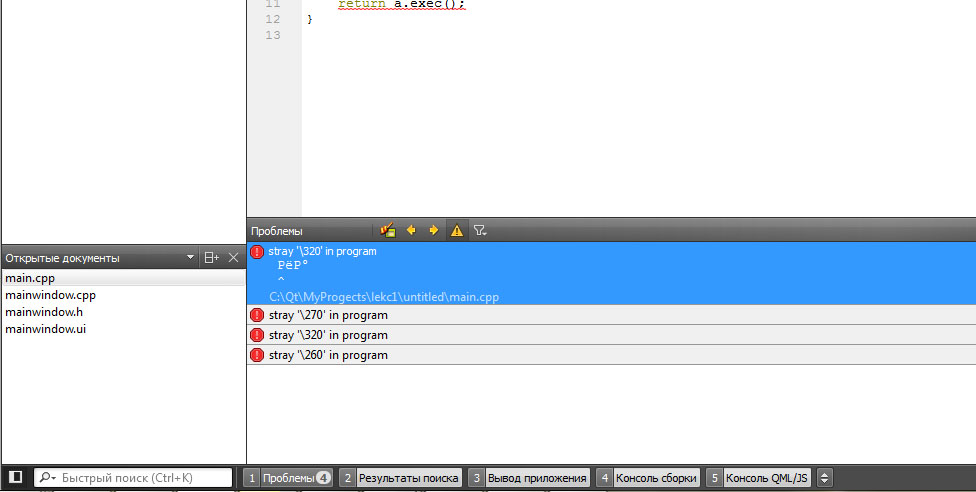 11 return a.exec();
12 }
13
Проблемы
stray '\320' in program
РёР°
^
C:\Qt\MyProgects\lekc1\untitled\main.cpp
stray '\270' in program
stray '\320' in program
stray '\260' in program
Открытые документы
main.cpp
mainwindow.cpp
mainwindow.h
mainwindow.ui
Быстрый поиск (Ctrl+K)
1 Проблемы 4 2 Результаты поиска 3 Вывод приложения 4 Консоль сборки 5 Консоль QML/JS